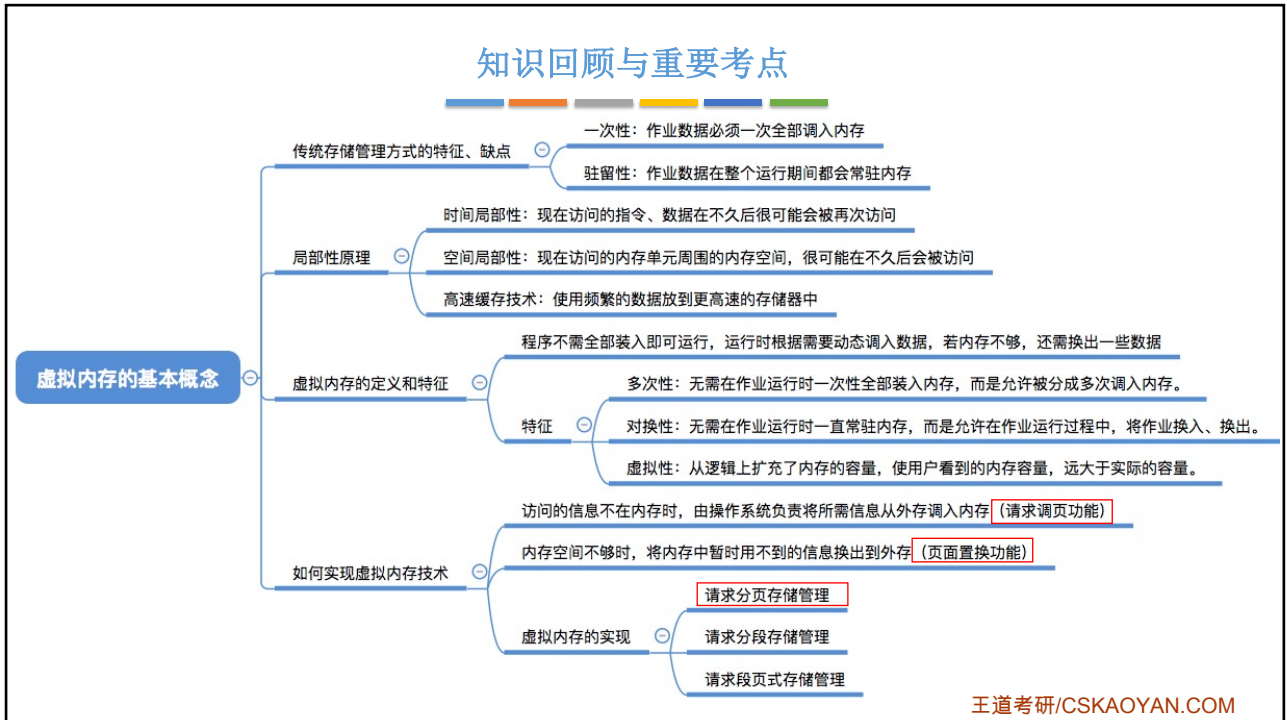 知识回顾与重要考点
虚拟内存的基本概念
传统存储管理方式的特征、缺点
一次性：作业数据必须一次全部调入内存
驻留性：作业数据在整个运行期间都会常驻内存
局部性原理
时间局部性：现在访问的指令、数据在不久后很可能会被再次访问
空间局部性：现在访问的内存单元周围的内存空间，很可能在不久后会被访问
高速缓存技术：使用频繁的数据放到更高速的存储器中
虚拟内存的定义和特征
程序不需全部装入即可运行，运行时根据需要动态调入数据，若内存不够，还需换出一些数据
特征
多次性：无需在作业运行时一次性全部装入内存，而是允许被分成多次调入内存。
对换性：无需在作业运行时一直常驻内存，而是允许在作业运行过程中，将作业换入、换出。
虚拟性：从逻辑上扩充了内存的容量，使用户看到的内存容量，远大于实际的容量。
如何实现虚拟内存技术
访问的信息不在内存时，由操作系统负责将所需信息从外存调入内存（请求调页功能）
内存空间不够时，将内存中暂时用不到的信息换出到外存（页面置换功能）
虚拟内存的实现
请求分页存储管理
请求分段存储管理
请求段页式存储管理
王道考研/CSKAOYAN.COM